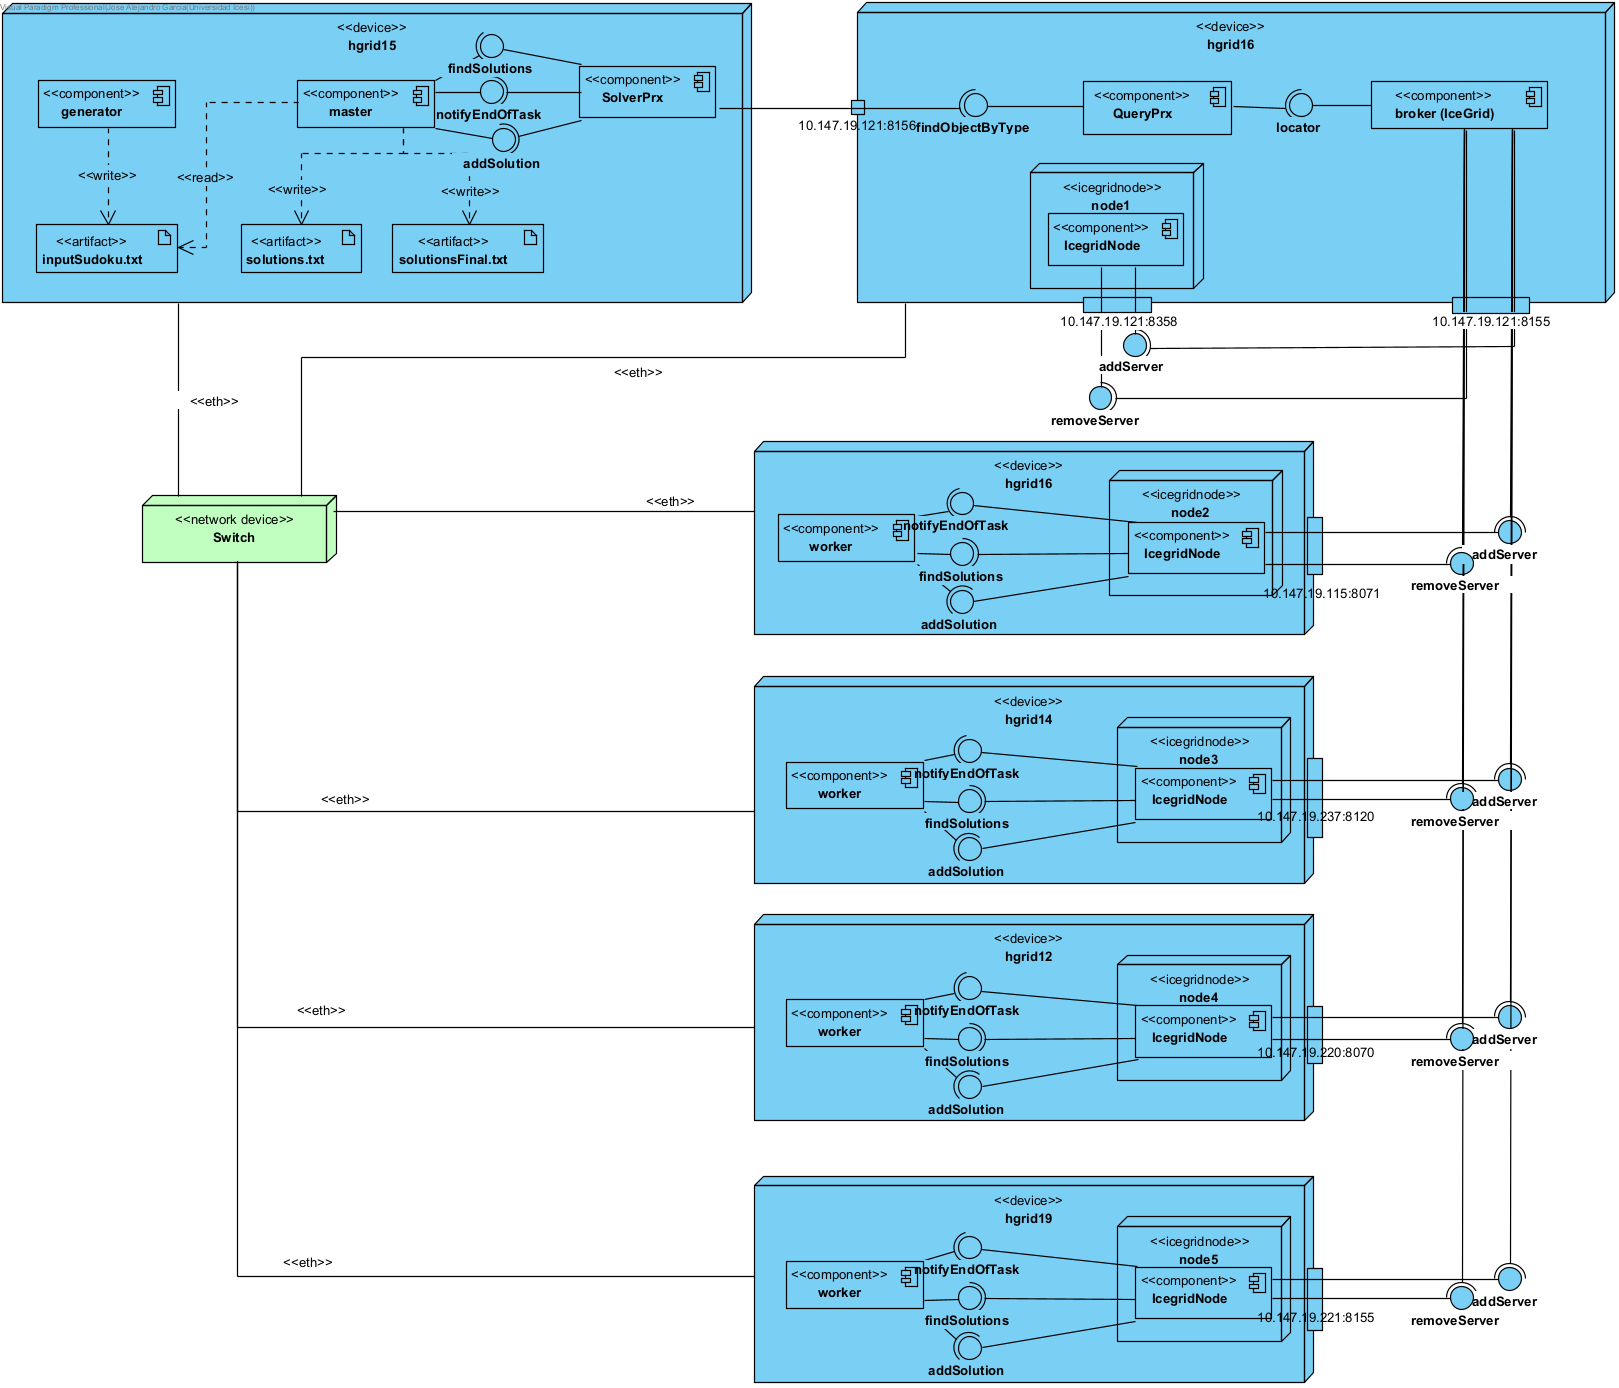 Visual Paradigm Professional(Jose Alejandro Garcia(Universidad Icesi))
<<device>>
hgrid15
<<component>>
generator
<<component>>
master
findSolutions
notifyEndOfTask
addSolution
<<component>>
SolverPrx
<<write>>
<<read>>
<<write>>
<<write>>
<<artifact>>
inputSudoku.txt
<<artifact>>
solutions.txt
<<artifact>>
solutionsFinal.txt
<<device>>
hgrid16
10.147.19.121:8156
findObjectByType
<<component>>
QueryPrx
locator
<<component>>
broker (IceGrid)
<<icegridnode>>
node1
<<component>>
IcegridNode
10.147.19.121:8358
10.147.19.121:8155
addServer
removeServer
<<eth>>
<<eth>>
<<network device>>
Switch
<<eth>>
<<device>>
hgrid16
<<component>>
worker
notifyEndOfTask
findSolutions
addSolution
<<icegridnode>>
node2
<<component>>
IcegridNode
10.147.19.115:8071
addServer
removeServer
<<eth>>
<<device>>
hgrid14
<<component>>
worker
notifyEndOfTask
findSolutions
addSolution
<<icegridnode>>
node3
<<component>>
IcegridNode
10.147.19.237:8120
addServer
removeServer
<<eth>>
<<device>>
hgrid12
<<component>>
worker
notifyEndOfTask
findSolutions
addSolution
<<icegridnode>>
node4
<<component>>
IcegridNode
10.147.19.220:8070
addServer
removeServer
<<eth>>
<<device>>
hgrid19
<<component>>
worker
notifyEndOfTask
findSolutions
addSolution
<<icegridnode>>
node5
<<component>>
IcegridNode
10.147.19.221:8155
addServer
removeServer